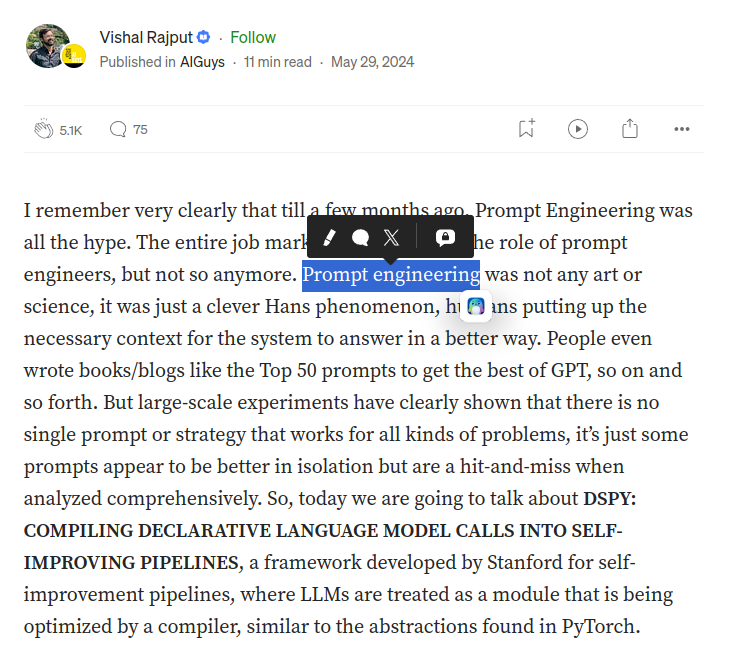 Vishal Rajput · Follow
Published in AIGuys · 11 min read · May 29, 2024
5.1K 75
I remember very clearly that till a few months ago, Prompt Engineering was
all the hype. The entire job mark he role of prompt
engineers, but not so anymore. Prompt engineering was not any art or
science, it was just a clever Hans phenomenon, hu ans putting up the
necessary context for the system to answer in a better way. People even
wrote books/blogs like the Top 50 prompts to get the best of GPT, so on and
so forth. But large-scale experiments have clearly shown that there is no
single prompt or strategy that works for all kinds of problems, it’s just some
prompts appear to be better in isolation but are a hit-and-miss when
analyzed comprehensively. So, today we are going to talk about DSPY:
COMPILING DECLARATIVE LANGUAGE MODEL CALLS INTO SELF-
IMPROVING PIPELINES, a framework developed by Stanford for self-
improvement pipelines, where LLMs are treated as a module that is being
optimized by a compiler, similar to the abstractions found in PyTorch.